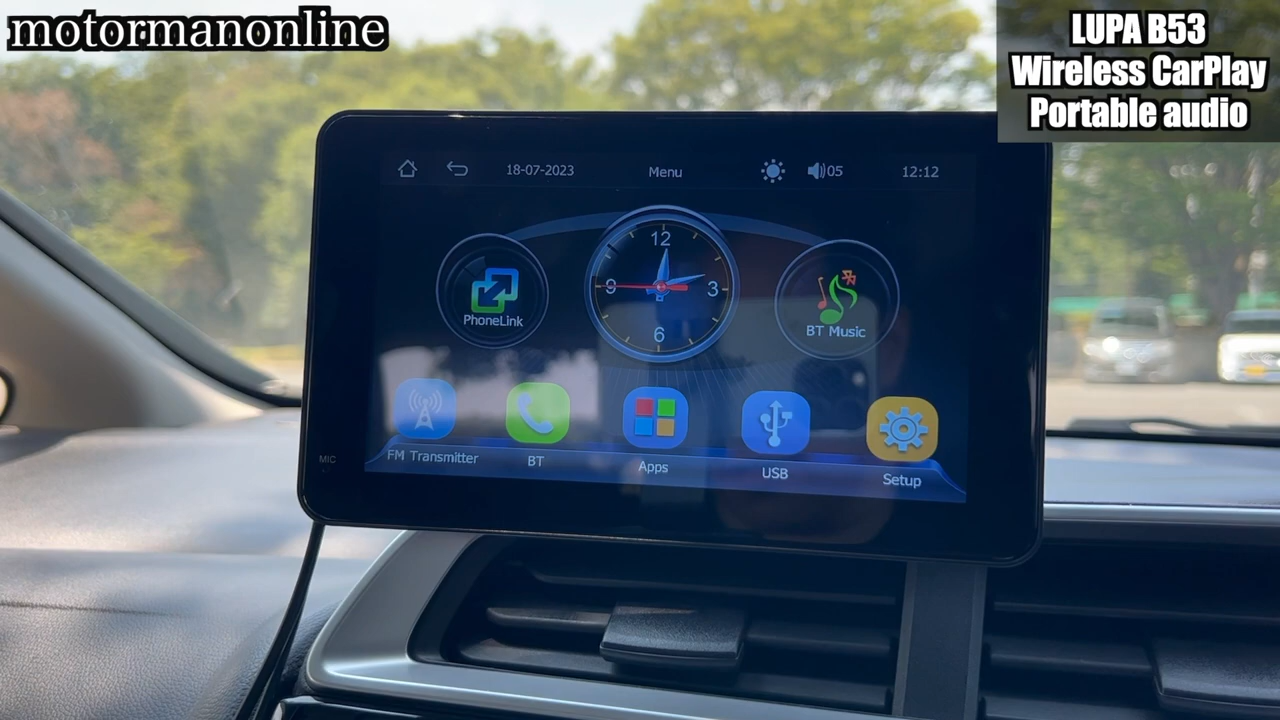 motormanonline
LUPA B53
Wireless CarPlay
Portable audio
18-07-2023
Menu
05
12:12
12
9
3
6
PhoneLink
BT Music
FM Transmitter
BT
Apps
USB
Setup
MIC